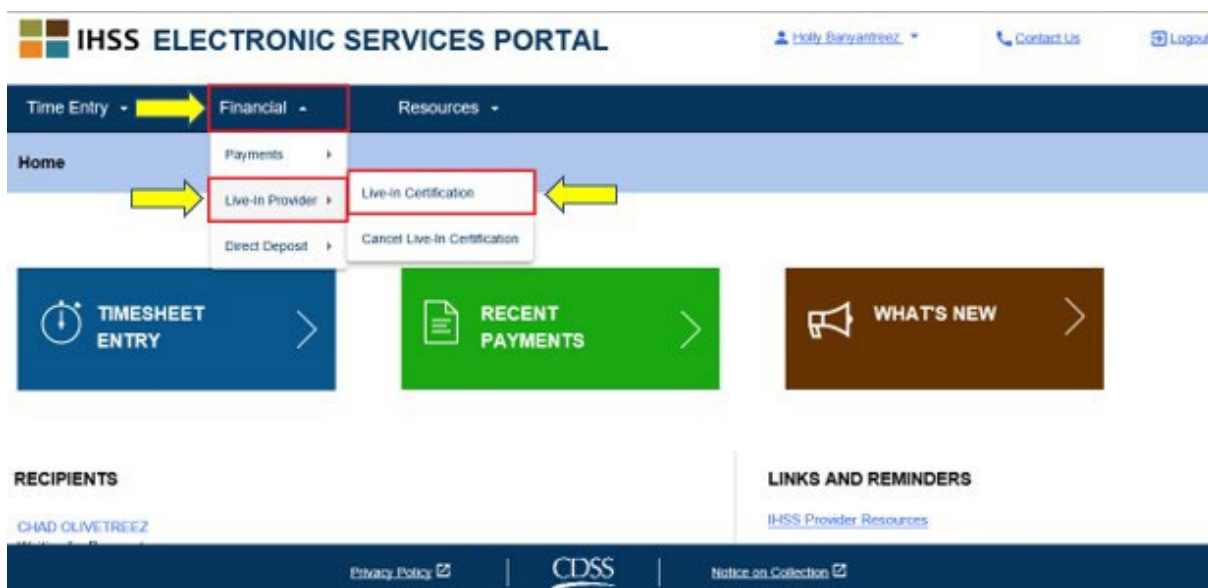 IHSS ELECTRONIC SERVICES PORTAL
Holly Banyantreez
Contact Us
Logout
Time Entry
Financial
Resources
Home
Payments
Live-In Provider
Live-In Certification
Direct Deposit
Cancel Live-In Certification
TIMESHEET
ENTRY
RECENT
PAYMENTS
WHAT'S NEW
RECIPIENTS
LINKS AND REMINDERS
CHAD OLIVETREEZ
IHSS Provider Resources
Privacy Policy
CDSS
Notice on Collection